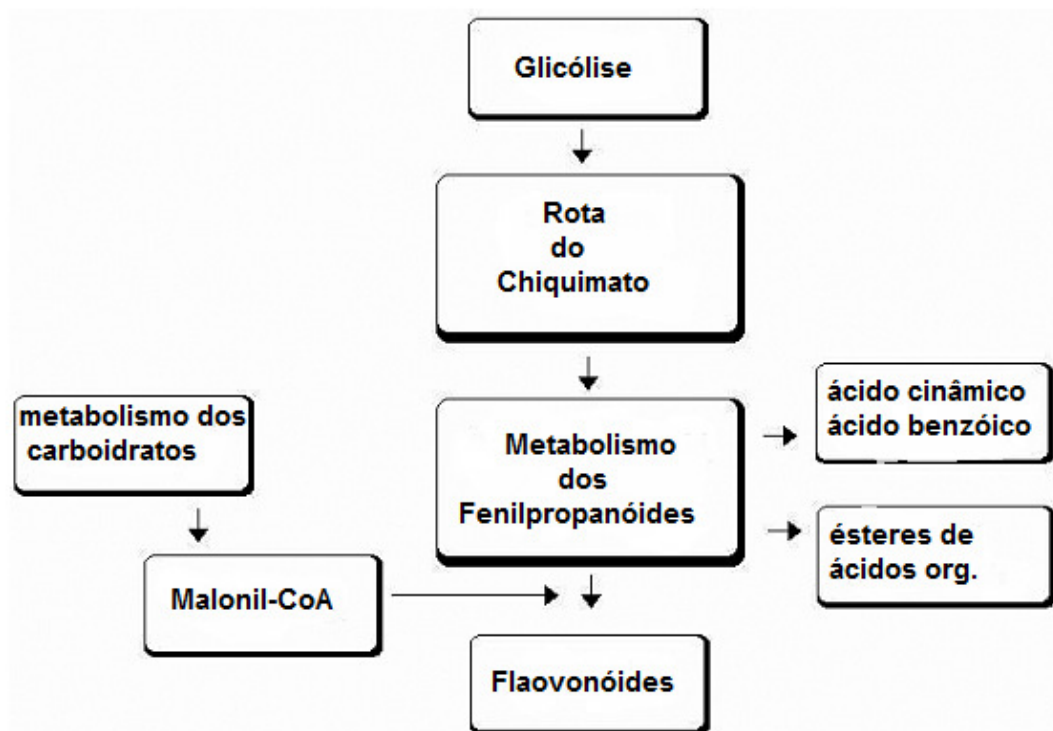 Glicólise
Rota
do
Chiquimato
metabolismo dos
carboidratos
Metabolismo
dos
Fenilpropanóides
ácido cinâmico
ácido benzóico
ésteres de
ácidos org.
Malonil-CoA
Flaovonóides